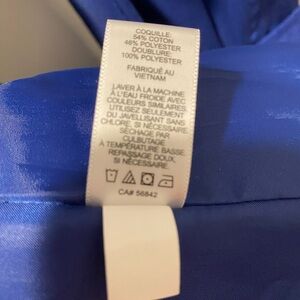 COQUILLE:
54% COTON
46% POLYESTER
DOUBLURE:
100% POLYESTER
FABRIQUÉ AU
VIETNAM
LAVER À LA MACHINE
À L'EAU FROIDE AVEC
COULEURS SIMILAIRES.
UTILISEZ SEULEMENT
DU JAVELLISANT SANS
CHLORE, SI NÉCESSAIRE.
SÉCHAGE PAR
CULBUTAGE
À TEMPÉRATURE BASSE.
REPASSAGE DOUX,
SI NÉCESSAIRE.
CA# 56842